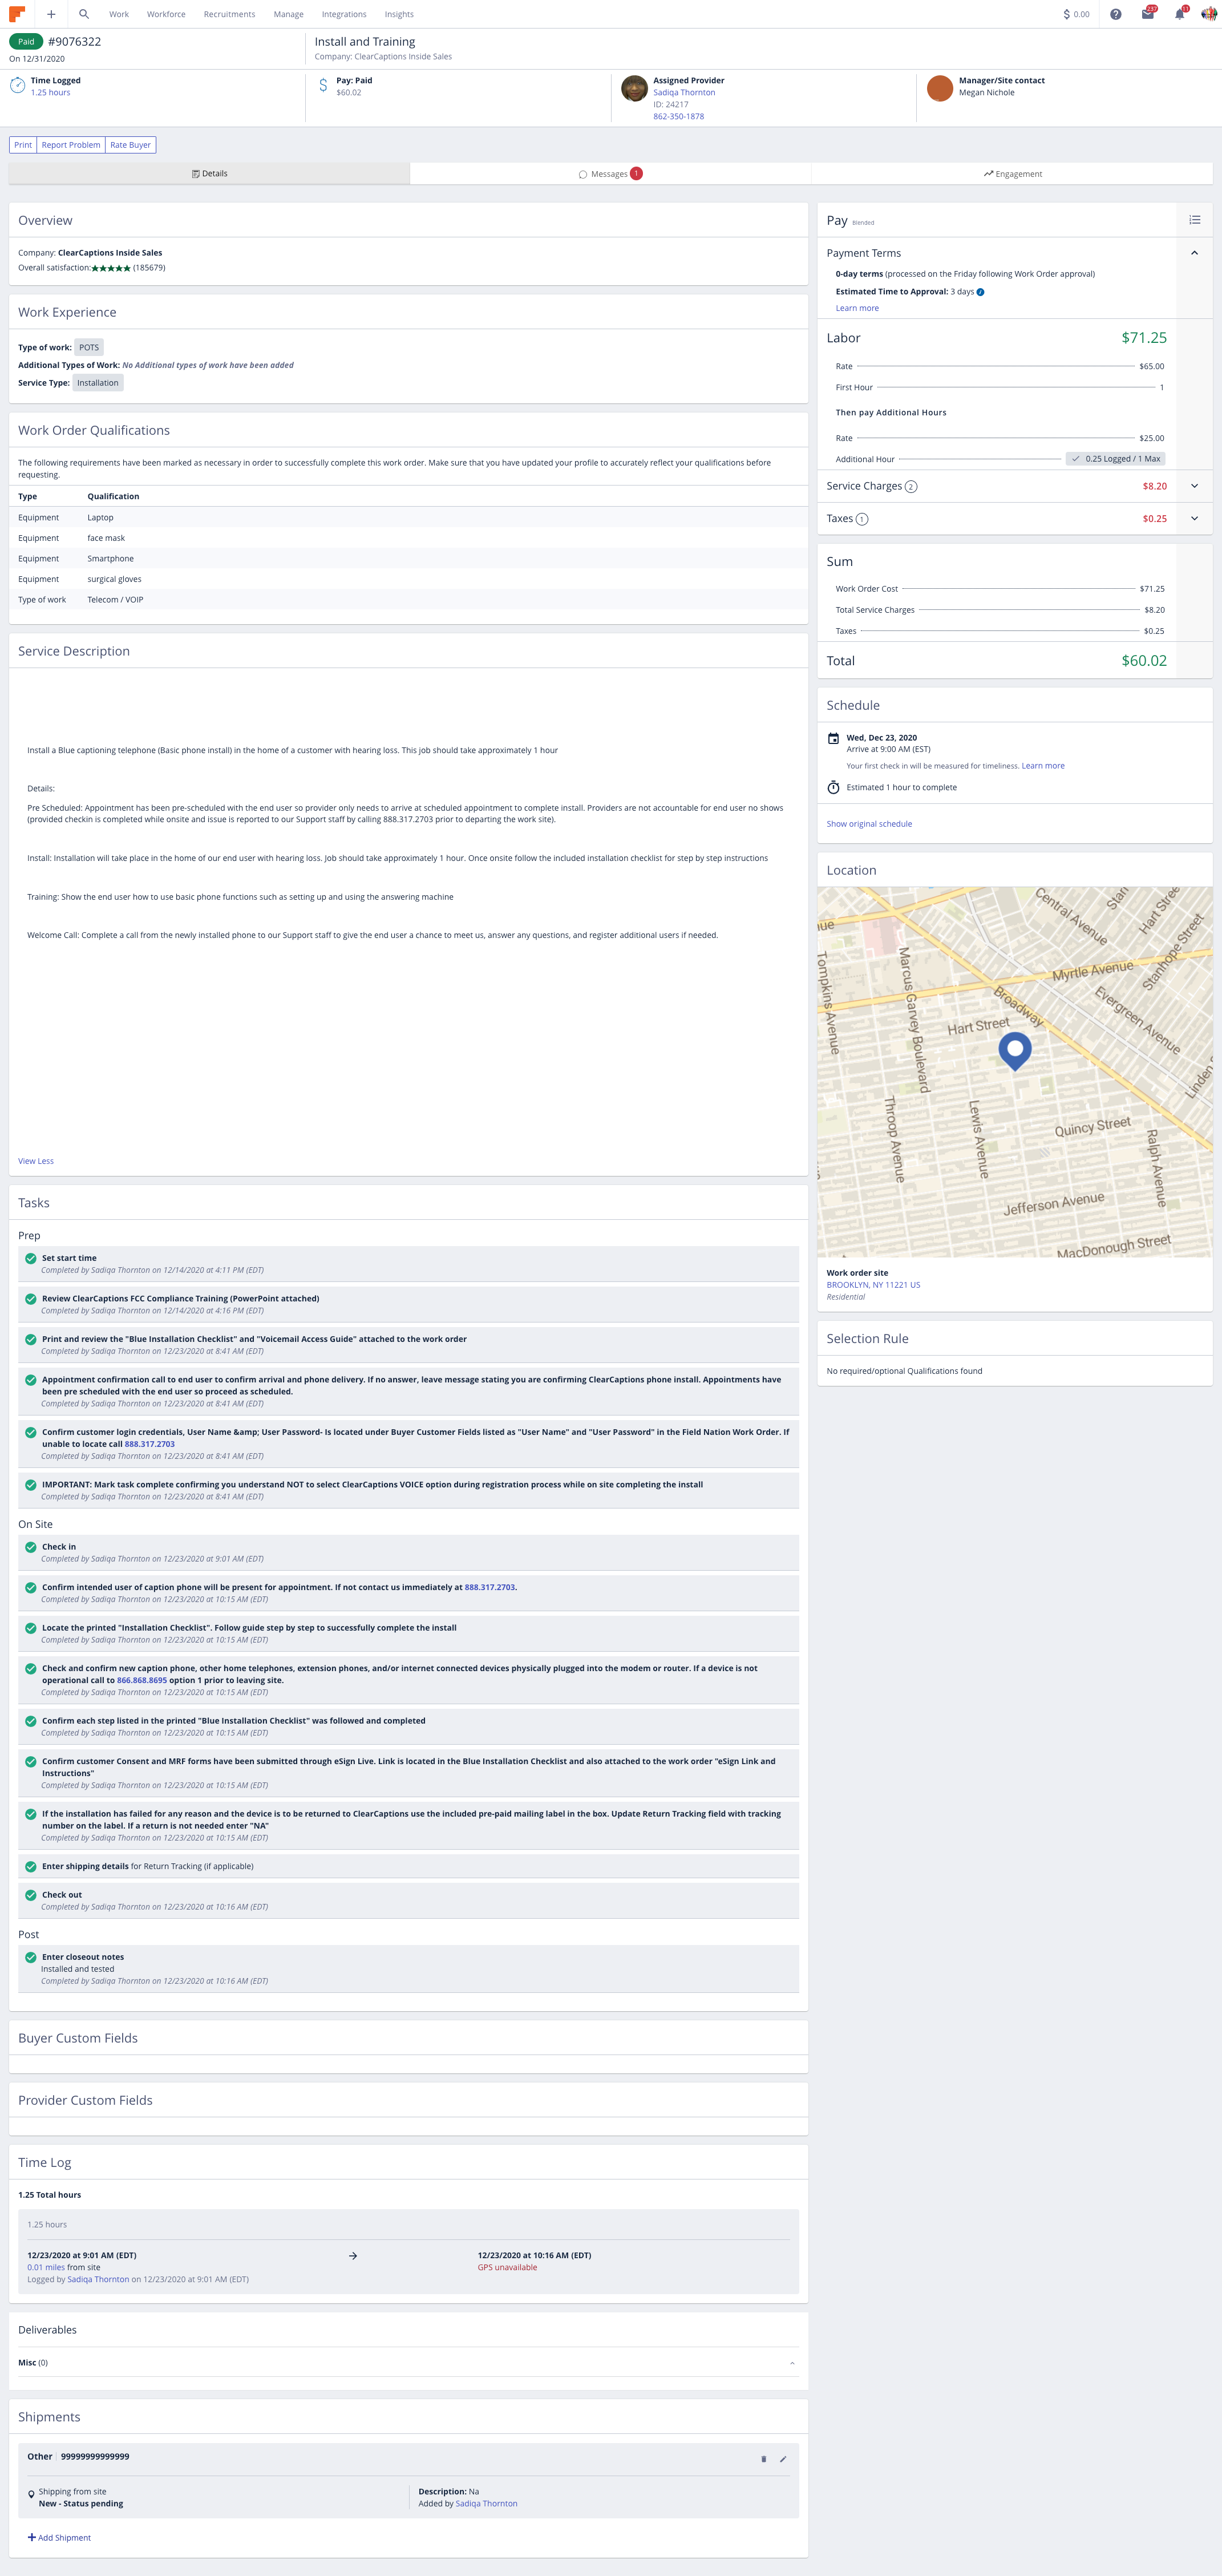 Work Workforce Recruitments Manage Integrations Insights
0.00 237 11
Paid #9076322
On 12/31/2020
Install and Training
Company: ClearCaptions Inside Sales
Time Logged
1.25 hours
Pay: Paid
$60.02
Assigned Provider
Sadiqa Thornton
ID: 24217
862-350-1878
Manager/Site contact
Megan Nichole
Print Report Problem Rate Buyer
Details
Messages 1
Engagement
Overview
Company: ClearCaptions Inside Sales
Overall satisfaction:★★★★★ (185679)
Work Experience
Type of work: POTS
Additional Types of Work: No Additional types of work have been added
Service Type: Installation
Work Order Qualifications
The following requirements have been marked as necessary in order to successfully complete this work order. Make sure that you have updated your profile to accurately reflect your qualifications before
requesting.
Type Qualification
Equipment Laptop
Equipment face mask
Equipment Smartphone
Equipment surgical gloves
Type of work Telecom / VOIP
Service Description
Install a Blue captioning telephone (Basic phone install) in the home of a customer with hearing loss. This job should take approximately 1 hour
Details:
Pre Scheduled: Appointment has been pre-scheduled with the end user so provider only needs to arrive at scheduled appointment to complete install. Providers are not accountable for end user no shows
(provided checkin is completed while onsite and issue is reported to our Support staff by calling 888.317.2703 prior to departing the work site).
Install: Installation will take place in the home of our end user with hearing loss. Job should take approximately 1 hour. Once onsite follow the included installation checklist for step by step instructions
Training: Show the end user how to use basic phone functions such as setting up and using the answering machine
Welcome Call: Complete a call from the newly installed phone to our Support staff to give the end user a chance to meet us, answer any questions, and register additional users if needed.
View Less
Tasks
Prep
Set start time
Completed by Sadiqa Thornton on 12/14/2020 at 4:11 PM (EDT)
Review ClearCaptions FCC Compliance Training (PowerPoint attached)
Completed by Sadiqa Thornton on 12/14/2020 at 4:16 PM (EDT)
Print and review the "Blue Installation Checklist" and "Voicemail Access Guide" attached to the work order
Completed by Sadiqa Thornton on 12/23/2020 at 8:41 AM (EDT)
Appointment confirmation call to end user to confirm arrival and phone delivery. If no answer, leave message stating you are confirming ClearCaptions phone install. Appointments have
been pre scheduled with the end user so proceed as scheduled.
Completed by Sadiqa Thornton on 12/23/2020 at 8:41 AM (EDT)
Confirm customer login credentials, User Name &amp; User Password- Is located under Buyer Customer Fields listed as "User Name" and "User Password" in the Field Nation Work Order. If
unable to locate call 888.317.2703
Completed by Sadiqa Thornton on 12/23/2020 at 8:41 AM (EDT)
IMPORTANT: Mark task complete confirming you understand NOT to select ClearCaptions VOICE option during registration process while on site completing the install
Completed by Sadiqa Thornton on 12/23/2020 at 8:41 AM (EDT)
On Site
Check in
Completed by Sadiqa Thornton on 12/23/2020 at 9:01 AM (EDT)
Confirm intended user of caption phone will be present for appointment. If not contact us immediately at 888.317.2703.
Completed by Sadiqa Thornton on 12/23/2020 at 10:15 AM (EDT)
Locate the printed "Installation Checklist". Follow guide step by step to successfully complete the install
Completed by Sadiqa Thornton on 12/23/2020 at 10:15 AM (EDT)
Check and confirm new caption phone, other home telephones, extension phones, and/or internet connected devices physically plugged into the modem or router. If a device is not
operational call to 866.868.8695 option 1 prior to leaving site.
Completed by Sadiqa Thornton on 12/23/2020 at 10:15 AM (EDT)
Confirm each step listed in the printed "Blue Installation Checklist" was followed and completed
Completed by Sadiqa Thornton on 12/23/2020 at 10:15 AM (EDT)
Confirm customer Consent and MRF forms have been submitted through eSign Live. Link is located in the Blue Installation Checklist and also attached to the work order "eSign Link and
Instructions"
Completed by Sadiqa Thornton on 12/23/2020 at 10:15 AM (EDT)
If the installation has failed for any reason and the device is to be returned to ClearCaptions use the included pre-paid mailing label in the box. Update Return Tracking field with tracking
number on the label. If a return is not needed enter "NA"
Completed by Sadiqa Thornton on 12/23/2020 at 10:15 AM (EDT)
Enter shipping details for Return Tracking (if applicable)
Check out
Completed by Sadiqa Thornton on 12/23/2020 at 10:16 AM (EDT)
Post
Enter closeout notes
Installed and tested
Completed by Sadiqa Thornton on 12/23/2020 at 10:16 AM (EDT)
Buyer Custom Fields
Provider Custom Fields
Time Log
1.25 Total hours
1.25 hours
12/23/2020 at 9:01 AM (EDT)
0.01 miles from site
Logged by Sadiqa Thornton on 12/23/2020 at 9:01 AM (EDT)
12/23/2020 at 10:16 AM (EDT)
GPS unavailable
Deliverables
Misc (0)
Shipments
Other 99999999999999
Shipping from site
New - Status pending
Description: Na
Added by Sadiqa Thornton
Add Shipment
Pay Blended
Payment Terms
0-day terms (processed on the Friday following Work Order approval)
Estimated Time to Approval: 3 days
Learn more
Labor $71.25
Rate $65.00
First Hour 1
Then pay Additional Hours
Rate $25.00
Additional Hour 0.25 Logged / 1 Max
Service Charges 2 $8.20
Taxes 1 $0.25
Sum
Work Order Cost $71.25
Total Service Charges $8.20
Taxes $0.25
Total $60.02
Schedule
Wed, Dec 23, 2020
Arrive at 9:00 AM (EST)
Your first check in will be measured for timeliness. Learn more
Estimated 1 hour to complete
Show original schedule
Location
Central Avenue
Hart Street
Stanhope Street
Myrtle Avenue
Tompkins Avenue
Marcus Garvey Boulevard
Broadway
Evergreen Avenue
Hart Street
Linden
Throop Avenue
Lewis Avenue
Quincy Street
Ralph Avenue
Jefferson Avenue
MacDonough Street
Work order site
BROOKLYN, NY 11221 US
Residential
Selection Rule
No required/optional Qualifications found